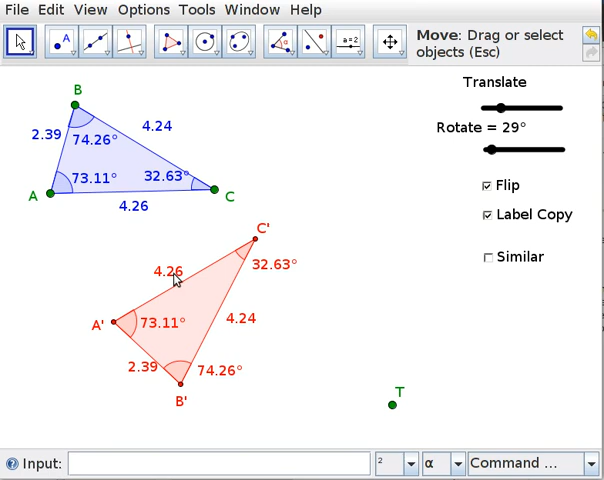 File Edit View Options Tools Window Help
A
α
a=2
Move: Drag or select
objects (Esc)
Translate
Rotate = 29°
Flip
Label Copy
Similar
B
2.39
4.24
74.26°
73.11°
32.63°
A
C
4.26
C'
4.26
32.63°
A'
73.11°
4.24
2.39
74.26°
B'
T
Input:
2
α
Command ...